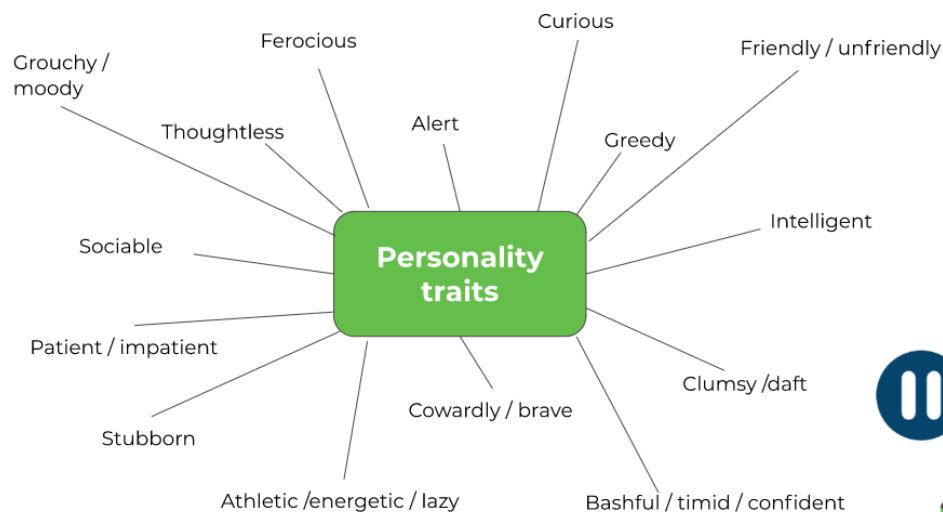 Curious
Ferocious
Friendly / unfriendly
Grouchy /
moody
Alert
Thoughtless
Greedy
Intelligent
Sociable
Personality
traits
Patient / impatient
Clumsy /daft
Cowardly / brave
Stubborn
Athletic /energetic / lazy
Bashful / timid / confident